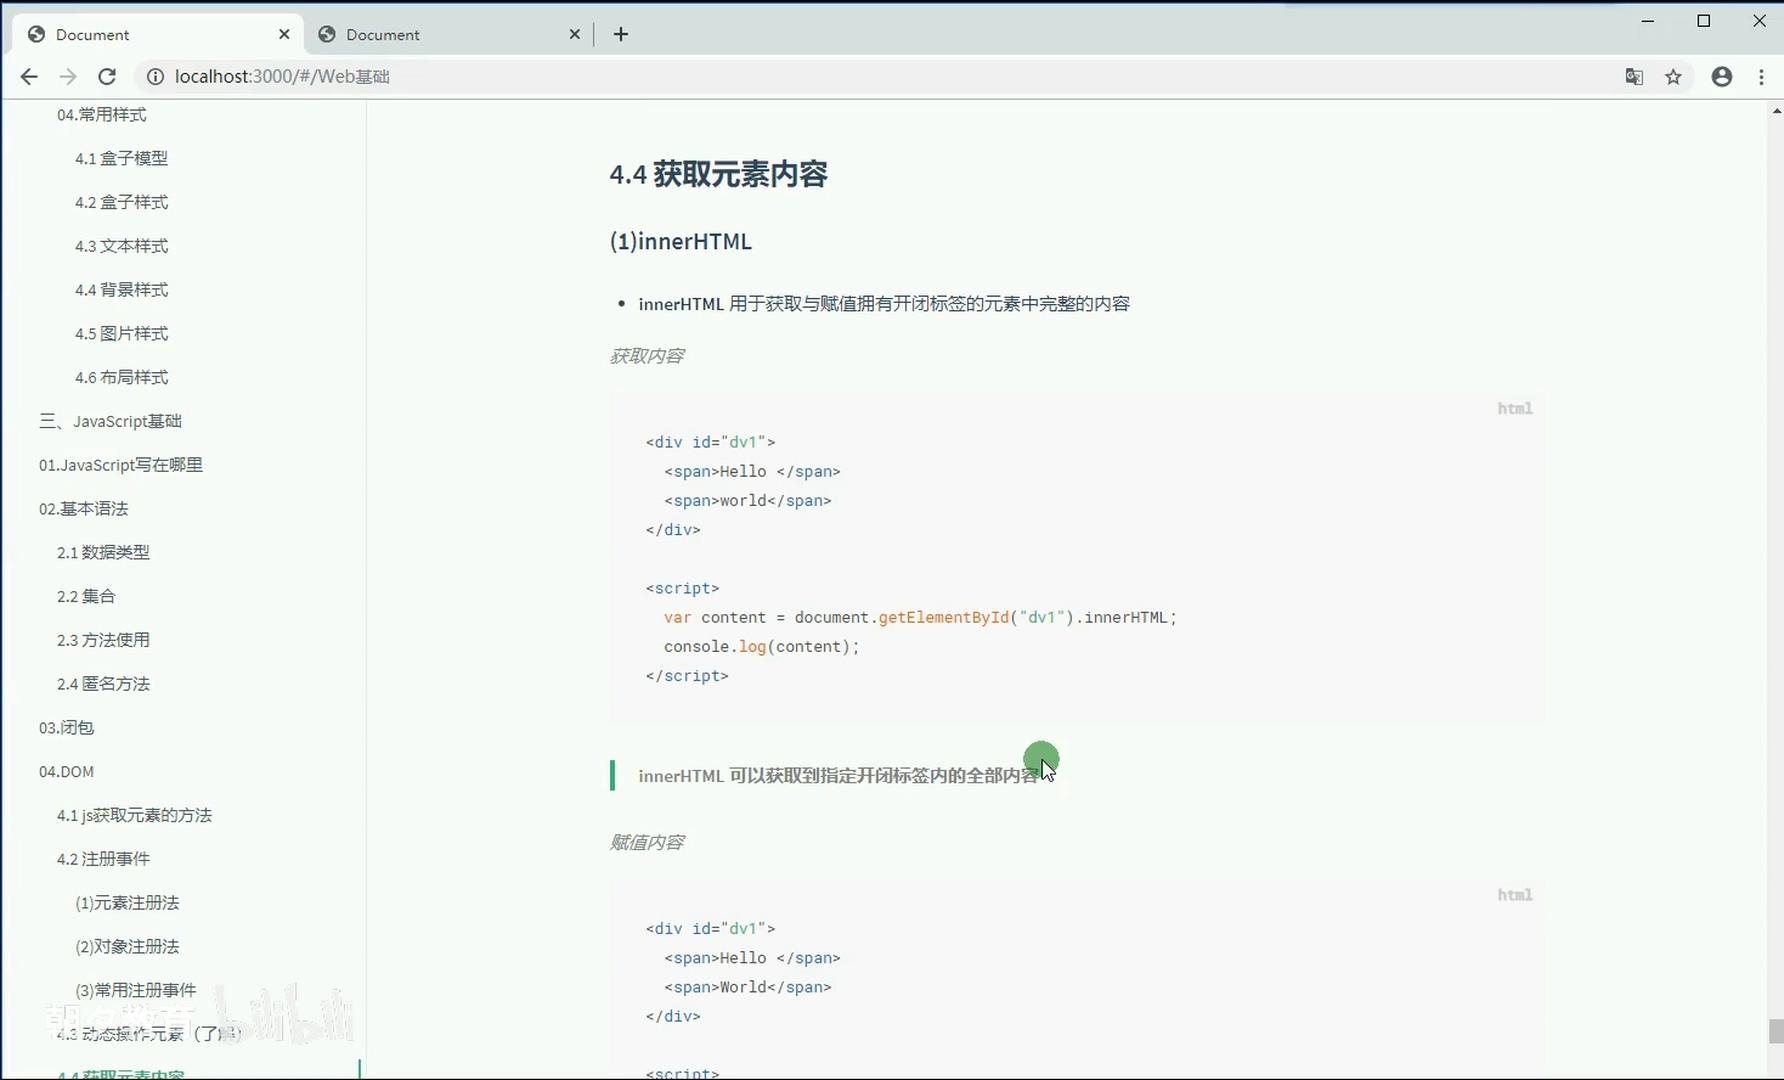 Document
Document
localhost:3000/#/Web基础
04.常用样式
4.1 盒子模型
4.2 盒子样式
4.3 文本样式
4.4 背景样式
4.5 图片样式
4.6 布局样式
三、JavaScript基础
01.JavaScript写在哪里
02.基本语法
2.1 数据类型
2.2 集合
2.3 方法使用
2.4 匿名方法
03.闭包
04.DOM
4.1 js获取元素的方法
4.2 注册事件
(1)元素注册法
(2)对象注册法
(3)常用注册事件
4.3 动态操作元素（了解）
4.4 获取元素内容
朝夕教育 bilibili
4.4 获取元素内容
(1)innerHTML
• innerHTML 用于获取与赋值拥有开闭标签的元素中完整的内容
获取内容
html
<div id="dv1">
<span>Hello </span>
<span>world</span>
</div>
<script>
var content = document.getElementById("dv1").innerHTML;
console.log(content);
</script>
innerHTML 可以获取到指定开闭标签内的全部内容
赋值内容
html
<div id="dv1">
<span>Hello </span>
<span>World</span>
</div>
<script>